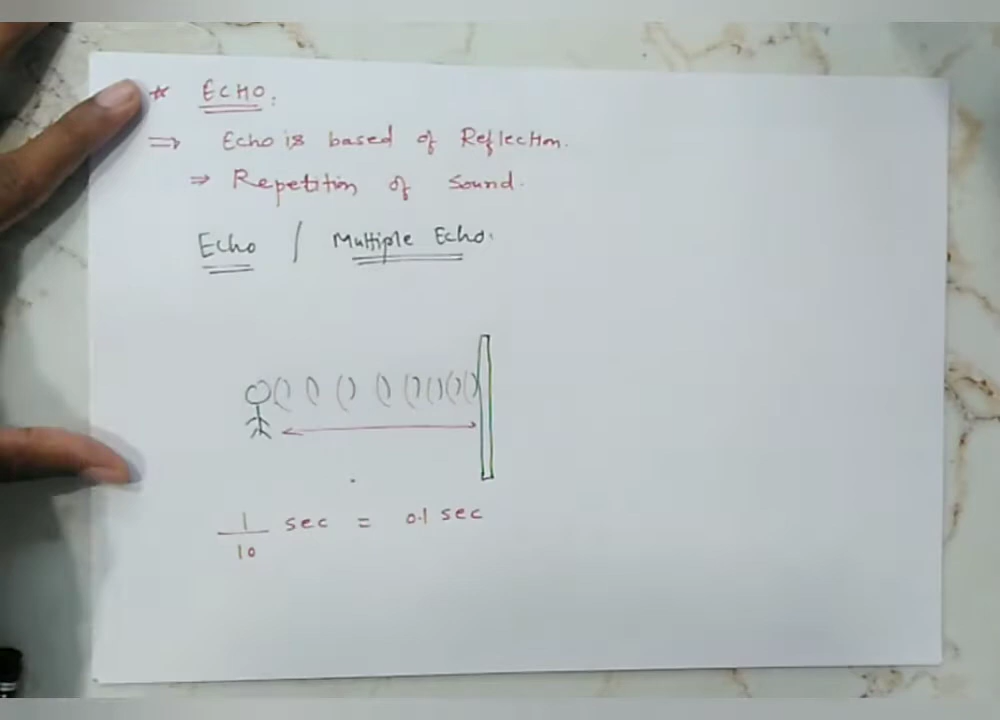 * ECHO.
⇒ Echo is based of Reflection.
→ Repetition of Sound.
Echo / Multiple Echo.
1/10 sec = 0.1 sec